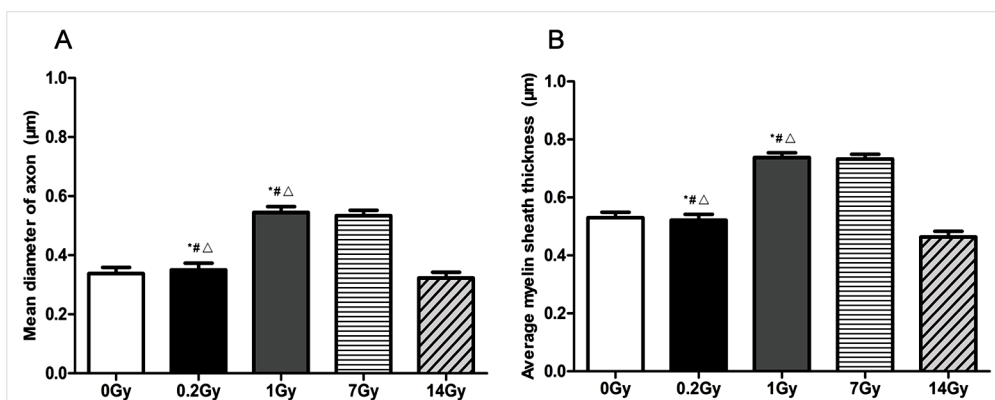 A
Mean diameter of axon (μm)
1.0
0.8
0.6
0.4
0.2
0.0
*#△
*#△
0Gy
0.2Gy
1Gy
7Gy
14Gy
B
Average myelin sheath thickness (μm)
1.0
0.8
0.6
0.4
0.2
0.0
*#△
*#△
0Gy
0.2Gy
1Gy
7Gy
14Gy